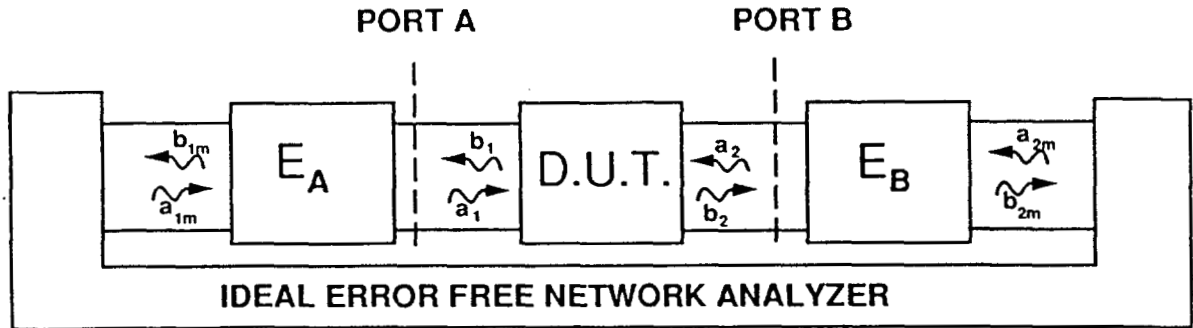 PORT A PORT B
b1m b1 a2 a2m
EA D.U.T. EB
a1m a1 b2 b2m
IDEAL ERROR FREE NETWORK ANALYZER